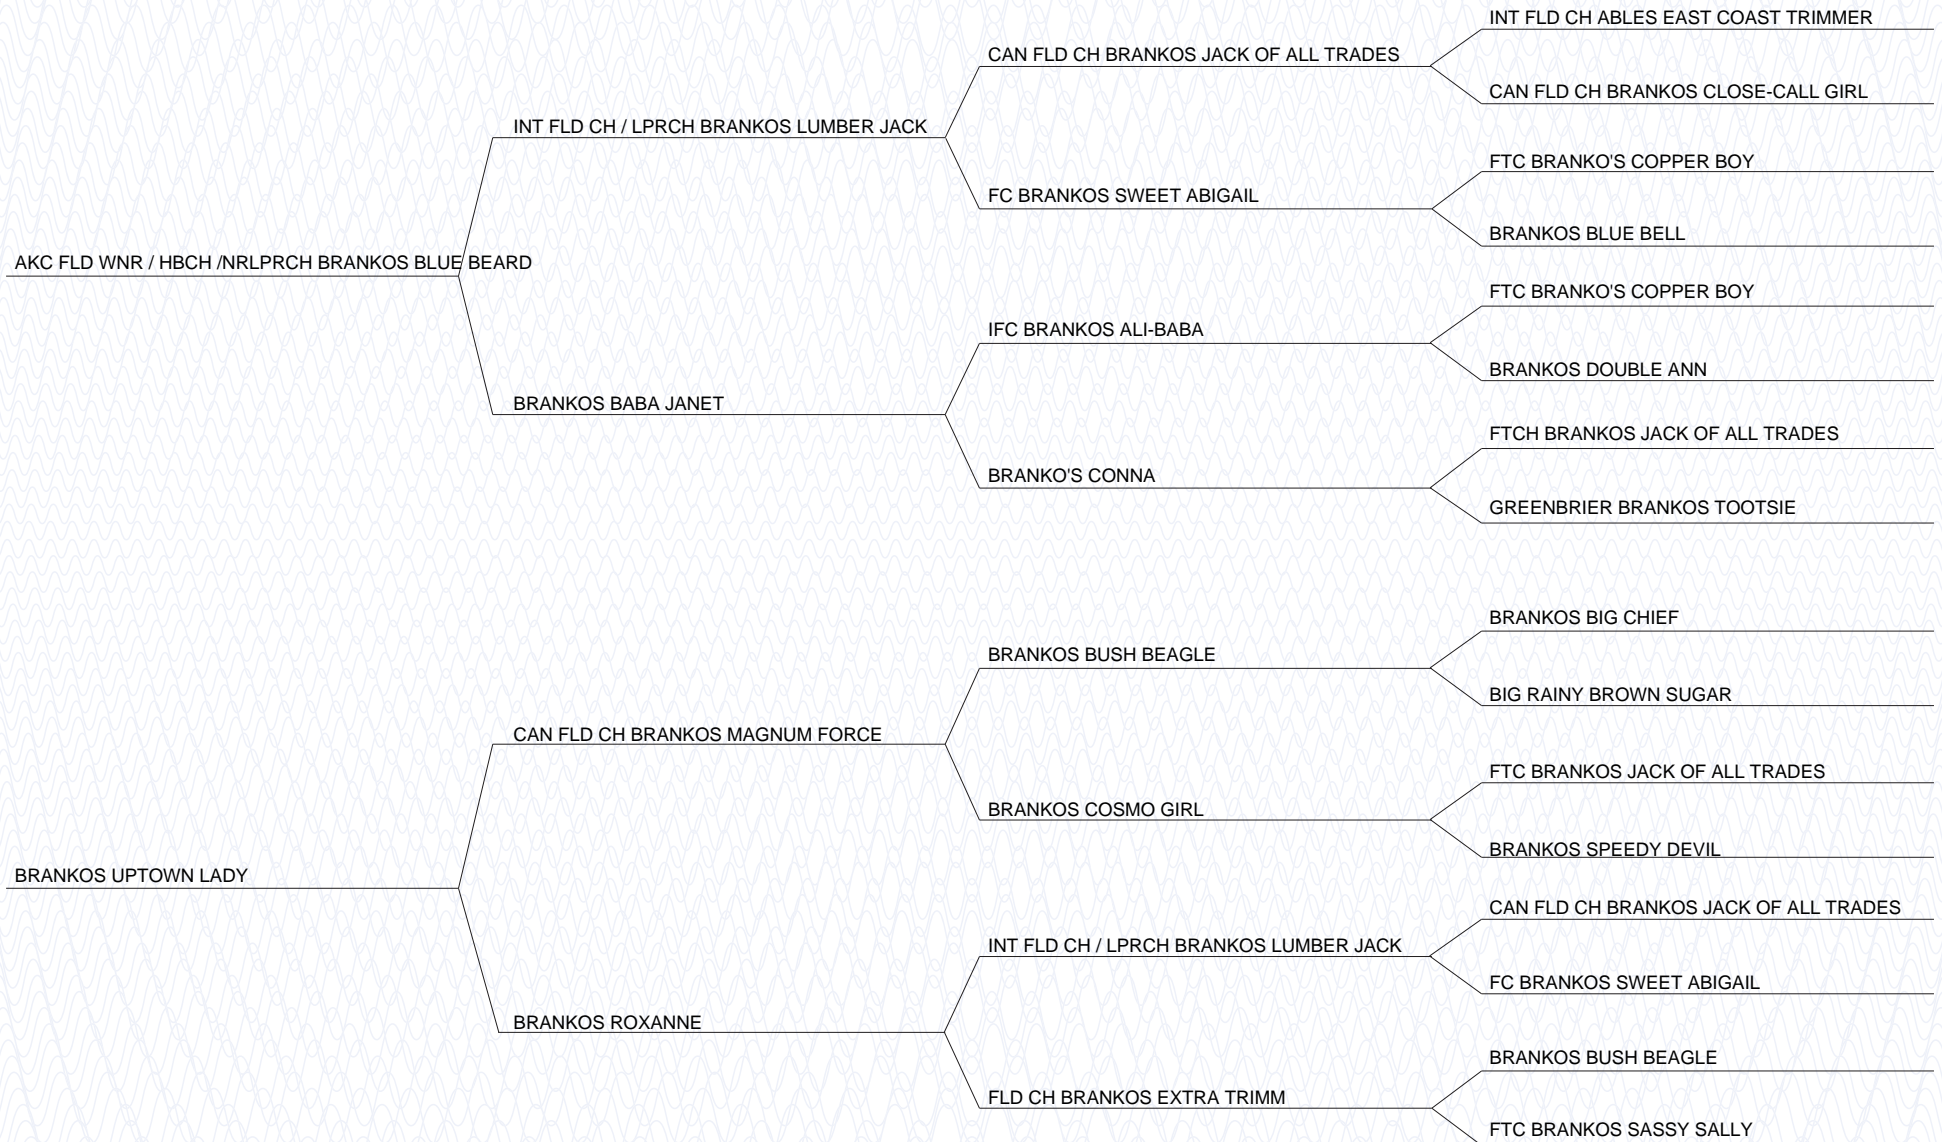 INT FLD CH ABLES EAST COAST TRIMMER
CAN FLD CH BRANKOS JACK OF ALL TRADES
CAN FLD CH BRANKOS CLOSE-CALL GIRL
INT FLD CH / LPRCH BRANKOS LUMBER JACK
FTC BRANKO'S COPPER BOY
FC BRANKOS SWEET ABIGAIL
BRANKOS BLUE BELL
AKC FLD WNR / HBCH /NRLPRCH BRANKOS BLUE BEARD
FTC BRANKO'S COPPER BOY
IFC BRANKOS ALI-BABA
BRANKOS DOUBLE ANN
BRANKOS BABA JANET
FTCH BRANKOS JACK OF ALL TRADES
BRANKO'S CONNA
GREENBRIER BRANKOS TOOTSIE
BRANKOS BIG CHIEF
BRANKOS BUSH BEAGLE
BIG RAINY BROWN SUGAR
CAN FLD CH BRANKOS MAGNUM FORCE
FTC BRANKOS JACK OF ALL TRADES
BRANKOS COSMO GIRL
BRANKOS SPEEDY DEVIL
BRANKOS UPTOWN LADY
CAN FLD CH BRANKOS JACK OF ALL TRADES
INT FLD CH / LPRCH BRANKOS LUMBER JACK
FC BRANKOS SWEET ABIGAIL
BRANKOS ROXANNE
BRANKOS BUSH BEAGLE
FLD CH BRANKOS EXTRA TRIMM
FTC BRANKOS SASSY SALLY